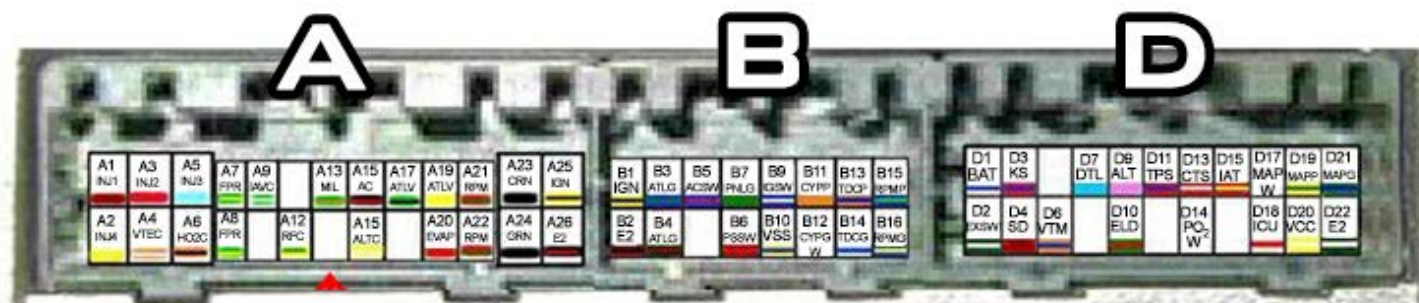 A B D
A1 A3 A5 A7 A9 A13 A15 A17 A19 A21 A23 A25
INJ1 INJ2 INJ3 FPR IAVC MIL AC ATLV ATLV RPM CRN IGN
A2 A4 A6 A8 A12 A15 A20 A22 A24 A26
INJ4 VTEC HO2C FPR RFC ALTC EVAP RPM GRN E2
B1 B3 B5 B7 B9 B11 B13 B15
IGN ATLG ACSW PNLG IGSW CYPP TDCP RPMP
B2 B4 B6 B10 B12 B14 B16
E2 ATLG PSSW VSS CYPG TDCG RPMG
W
D1 D3 D7 D9 D11 D13 D15 D17 D19 D21
BAT KS DTL ALT TPS CTS IAT MAP MAPP MAPG
W
D2 D4 D6 D10 D14 D18 D20 D22
EXSW SD VTM ELD PO2 ICU VCC E2
W